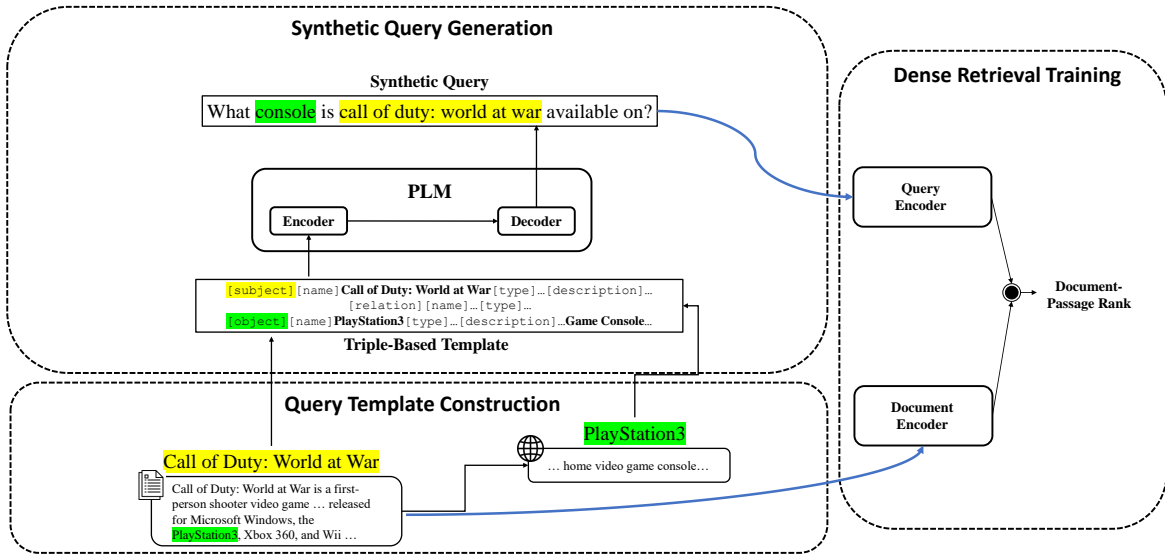 Synthetic Query Generation
Synthetic Query
What console is call of duty: world at war available on?
PLM
Encoder
Decoder
[subject][name]Call of Duty: World at War[type]…[description]…
[relation][name]…[type]…
[object][name]PlayStation3[type]…[description]…Game Console…
Triple-Based Template
Query Template Construction
Call of Duty: World at War
Call of Duty: World at War is a first-
person shooter video game … released
for Microsoft Windows, the
PlayStation3, Xbox 360, and Wii …
PlayStation3
… home video game console…
Dense Retrieval Training
Query
Encoder
Document-
Passage Rank
Document
Encoder